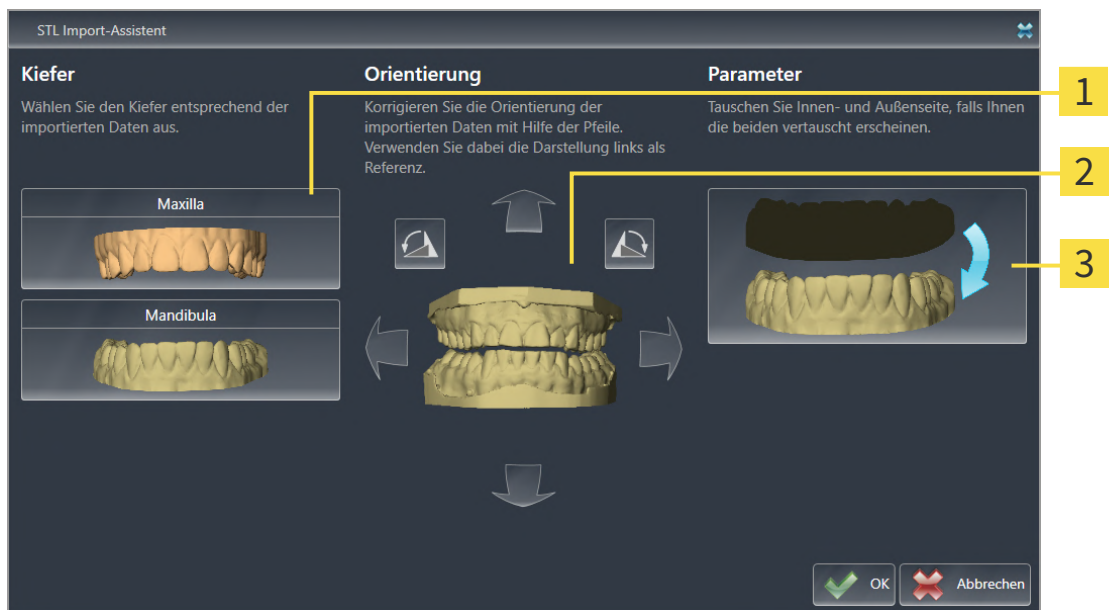 STL Import-Assistent
Kiefer
Wählen Sie den Kiefer entsprechend der
importierten Daten aus.
Maxilla
Mandibula
Orientierung
Korrigieren Sie die Orientierung der
importierten Daten mit Hilfe der Pfeile.
Verwenden Sie dabei die Darstellung links als
Referenz.
Parameter
Tauschen Sie Innen- und Außenseite, falls Ihnen
die beiden vertauscht erscheinen.
1
2
3
OK
Abbrechen